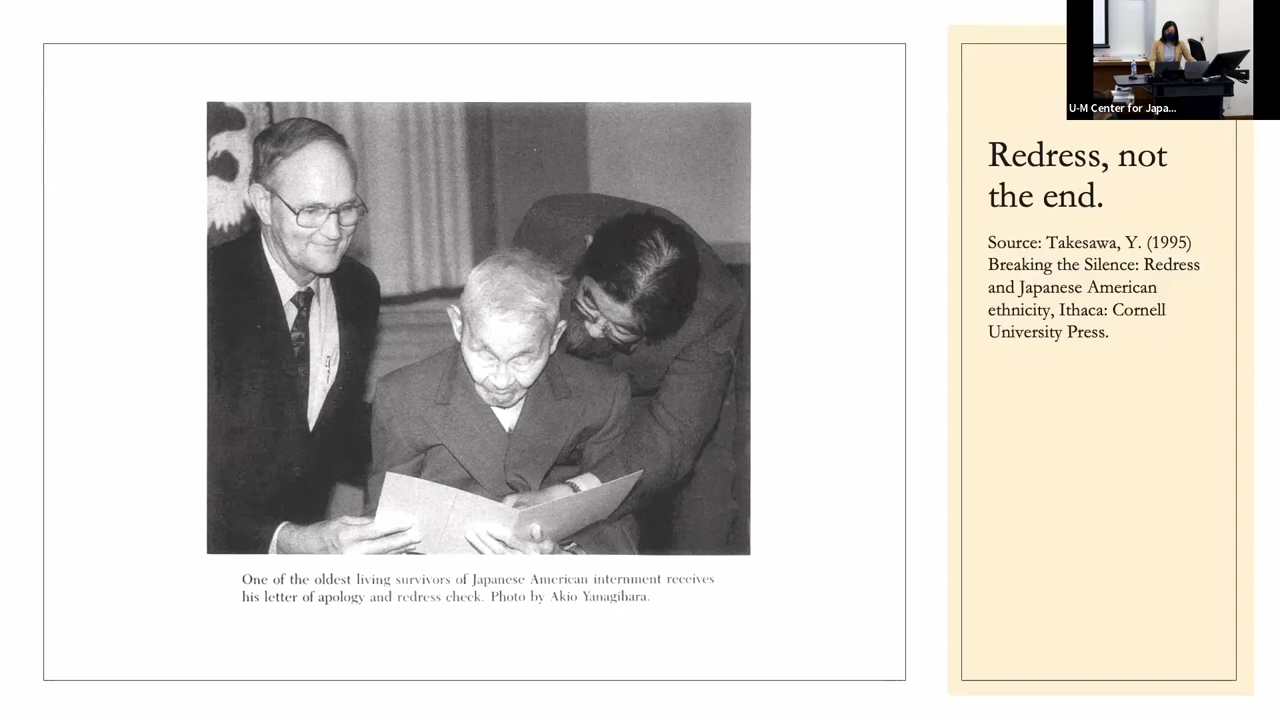 One of the oldest living survivors of Japanese American internment receives
his letter of apology and redress check. Photo by Akio Yanagihara.
U-M Center for Japa...
Redress, not
the end.
Source: Takesawa, Y. (1995)
Breaking the Silence: Redress
and Japanese American
ethnicity, Ithaca: Cornell
University Press.